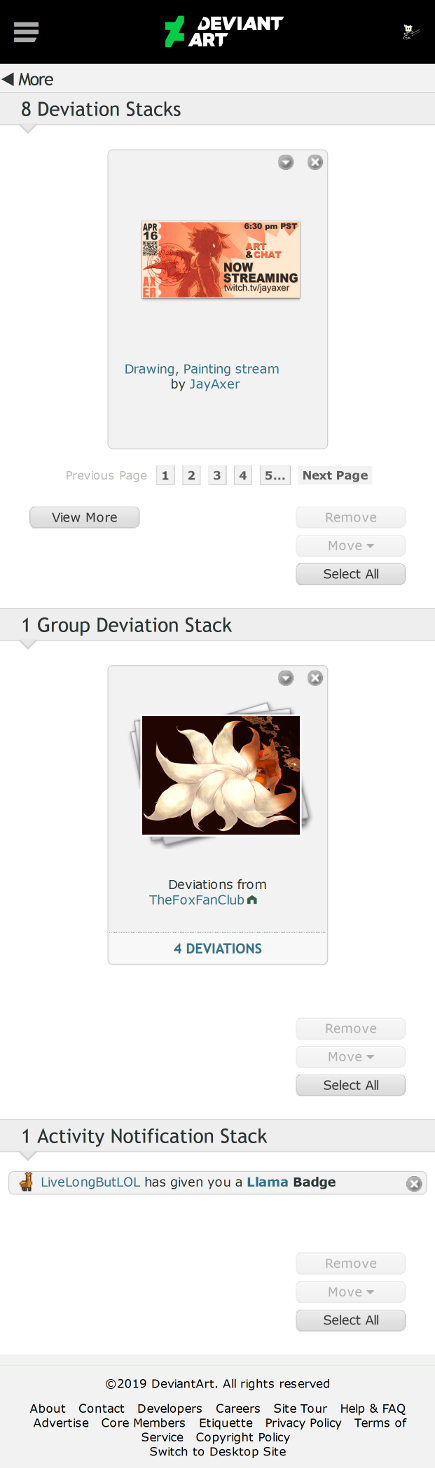 DEVIANT
ART
More
8 Deviation Stacks
APR
16
6:30 pm PST
ART
&CHAT
NOW
STREAMING
twitch.tv/jayaxer
AX
ER
Drawing, Painting stream
by JayAxer
Previous Page 1 2 3 4 5... Next Page
View More
Remove
Move
Select All
1 Group Deviation Stack
Deviations from
TheFoxFanClub
4 DEVIATIONS
Remove
Move
Select All
1 Activity Notification Stack
LiveLongButLOL has given you a Llama Badge
Remove
Move
Select All
©2019 DeviantArt. All rights reserved
About Contact Developers Careers Site Tour Help & FAQ
Advertise Core Members Etiquette Privacy Policy Terms of
Service Copyright Policy
Switch to Desktop Site